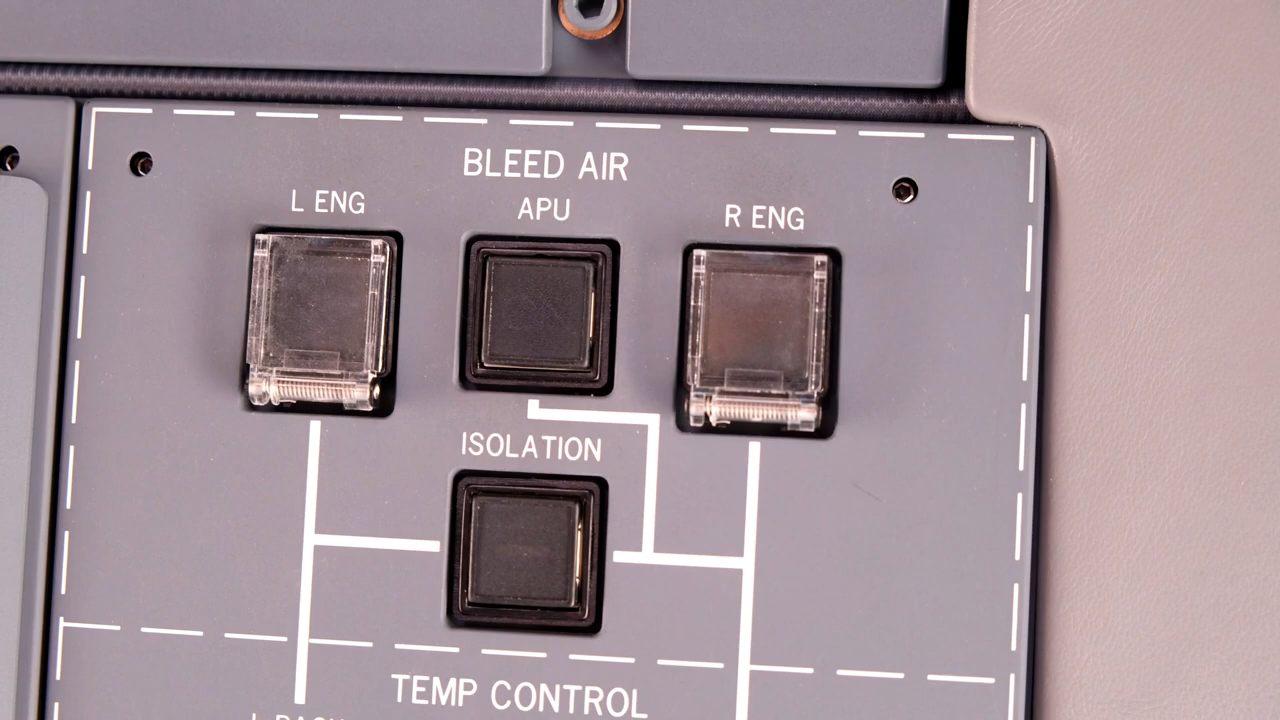 BLEED AIR
L ENG
APU
R ENG
ISOLATION
TEMP CONTROL